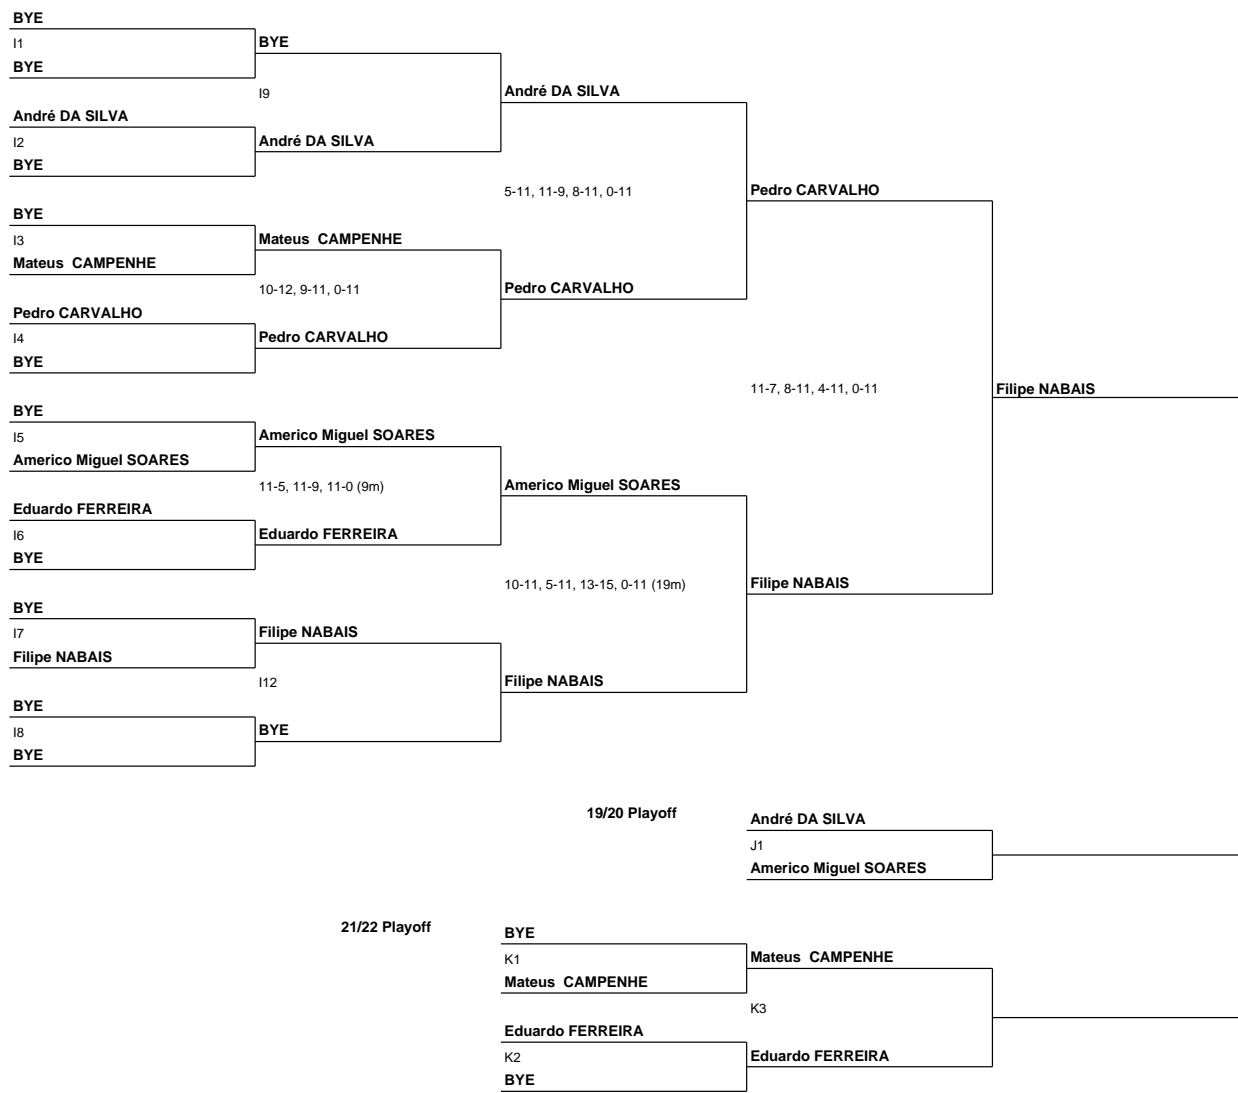 BYE
I1
BYE
BYE
I9
André DA SILVA
André DA SILVA
I2
André DA SILVA
BYE
5-11, 11-9, 8-11, 0-11
Pedro CARVALHO
BYE
I3
Mateus  CAMPENHE
Mateus  CAMPENHE
10-12, 9-11, 0-11
Pedro CARVALHO
Pedro CARVALHO
I4
Pedro CARVALHO
BYE
11-7, 8-11, 4-11, 0-11
Filipe NABAIS
BYE
I5
Americo Miguel SOARES
Americo Miguel SOARES
11-5, 11-9, 11-0 (9m)
Americo Miguel SOARES
Eduardo FERREIRA
I6
Eduardo FERREIRA
BYE
10-11, 5-11, 13-15, 0-11 (19m)
Filipe NABAIS
BYE
I7
Filipe NABAIS
Filipe NABAIS
I12
Filipe NABAIS
BYE
I8
BYE
BYE
19/20 Playoff
André DA SILVA
J1
Americo Miguel SOARES
21/22 Playoff
BYE
K1
Mateus  CAMPENHE
Mateus  CAMPENHE
K3
Eduardo FERREIRA
K2
Eduardo FERREIRA
BYE